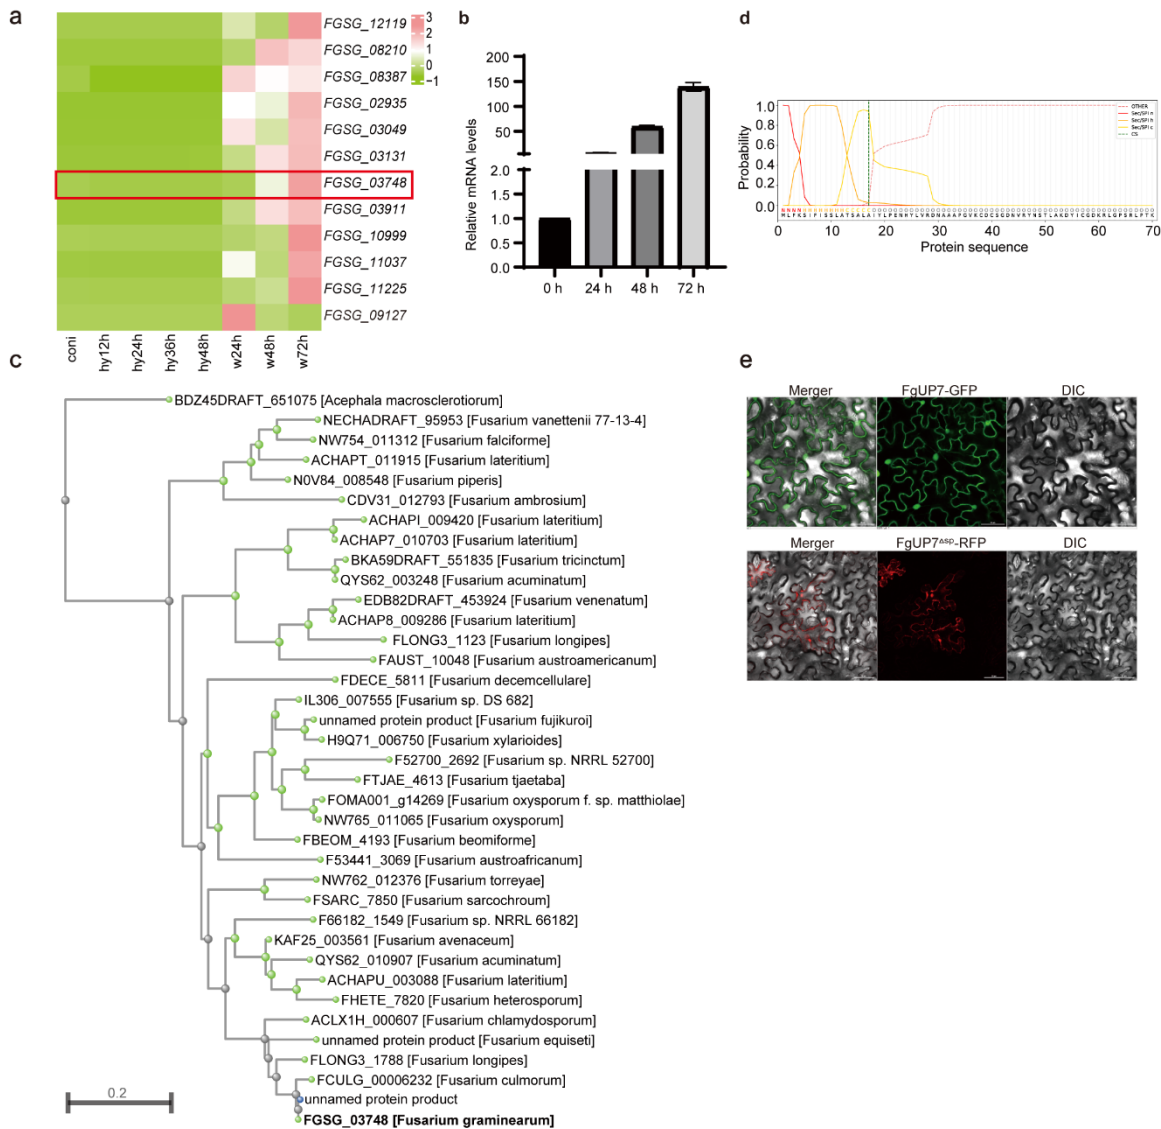 a
FGSG_12119
FGSG_08210
FGSG_08387
FGSG_02935
FGSG_03049
FGSG_03131
FGSG_03748
FGSG_03911
FGSG_10999
FGSG_11037
FGSG_11225
FGSG_09127
3
2
1
0
−1
coni
hy12h
hy24h
hy36h
hy48h
w24h
w48h
w72h
b
Relative mRNA levels
200
150
100
50
2.0
1.5
1.0
0.5
0.0
0 h
24 h
48 h
72 h
d
Probability
1.0
0.8
0.6
0.4
0.2
0.0
OTHER
Sec/SPI n
Sec/SPI h
Sec/SPI c
CS
0 10 20 30 40 50 60 70
Protein sequence
c
BDZ45DRAFT_651075 [Acephala macrosclerotiorum]
NECHADRAFT_95953 [Fusarium vanettenii 77-13-4]
NW754_011312 [Fusarium falciforme]
ACHAPT_011915 [Fusarium lateritium]
N0V84_008548 [Fusarium piperis]
CDV31_012793 [Fusarium ambrosium]
ACHAPI_009420 [Fusarium lateritium]
ACHAP7_010703 [Fusarium lateritium]
BKA59DRAFT_551835 [Fusarium tricinctum]
QYS62_003248 [Fusarium acuminatum]
EDB82DRAFT_453924 [Fusarium venenatum]
ACHAP8_009286 [Fusarium lateritium]
FLONG3_1123 [Fusarium longipes]
FAUST_10048 [Fusarium austroamericanum]
FDECE_5811 [Fusarium decemcellulare]
IL306_007555 [Fusarium sp. DS 682]
unnamed protein product [Fusarium fujikuroi]
H9Q71_006750 [Fusarium xylarioides]
F52700_2692 [Fusarium sp. NRRL 52700]
FTJAE_4613 [Fusarium tjaetaba]
FOMA001_g14269 [Fusarium oxysporum f. sp. matthiolae]
NW765_011065 [Fusarium oxysporum]
FBEOM_4193 [Fusarium beomiforme]
F53441_3069 [Fusarium austroafricanum]
NW762_012376 [Fusarium torreyae]
FSARC_7850 [Fusarium sarcochroum]
F66182_1549 [Fusarium sp. NRRL 66182]
KAF25_003561 [Fusarium avenaceum]
QYS62_010907 [Fusarium acuminatum]
ACHAPU_003088 [Fusarium lateritium]
FHETE_7820 [Fusarium heterosporum]
ACLX1H_000607 [Fusarium chlamydosporum]
unnamed protein product [Fusarium equiseti]
FLONG3_1788 [Fusarium longipes]
FCULG_00006232 [Fusarium culmorum]
unnamed protein product
FGSG_03748 [Fusarium graminearum]
0.2
e
Merger FgUP7-GFP DIC
Merger FgUP7Δsp-RFP DIC